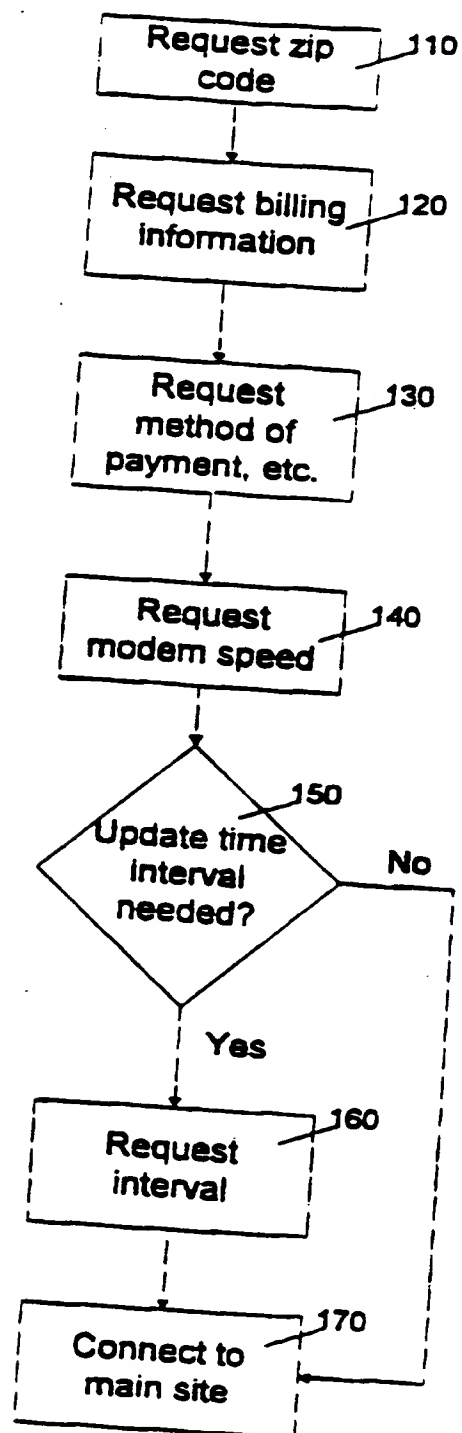 Request zip
code
110
Request billing
information
120
Request
method of
payment, etc.
130
Request
modem speed
140
150
Update time
interval
needed?
No
Yes
160
Request
interval
170
Connect to
main site